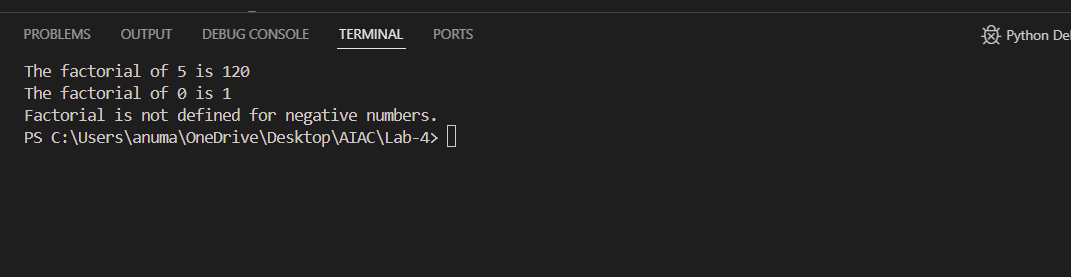 PROBLEMS OUTPUT DEBUG CONSOLE TERMINAL PORTS Python De
The factorial of 5 is 120
The factorial of 0 is 1
Factorial is not defined for negative numbers.
PS C:\Users\anuma\OneDrive\Desktop\AIAC\Lab-4>